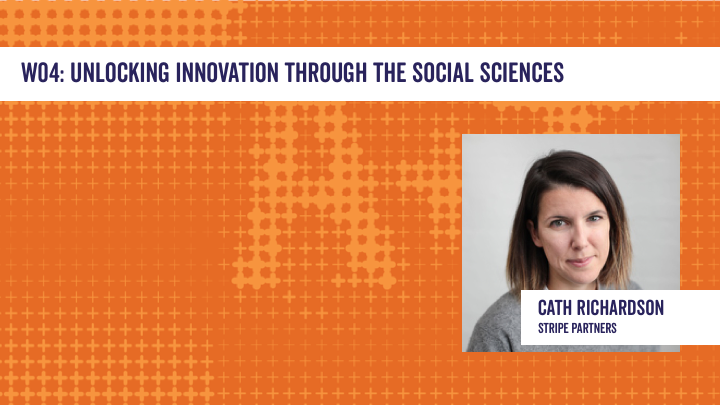 W04: UNLOCKING INNOVATION THROUGH THE SOCIAL SCIENCES
CATH RICHARDSON
STRIPE PARTNERS